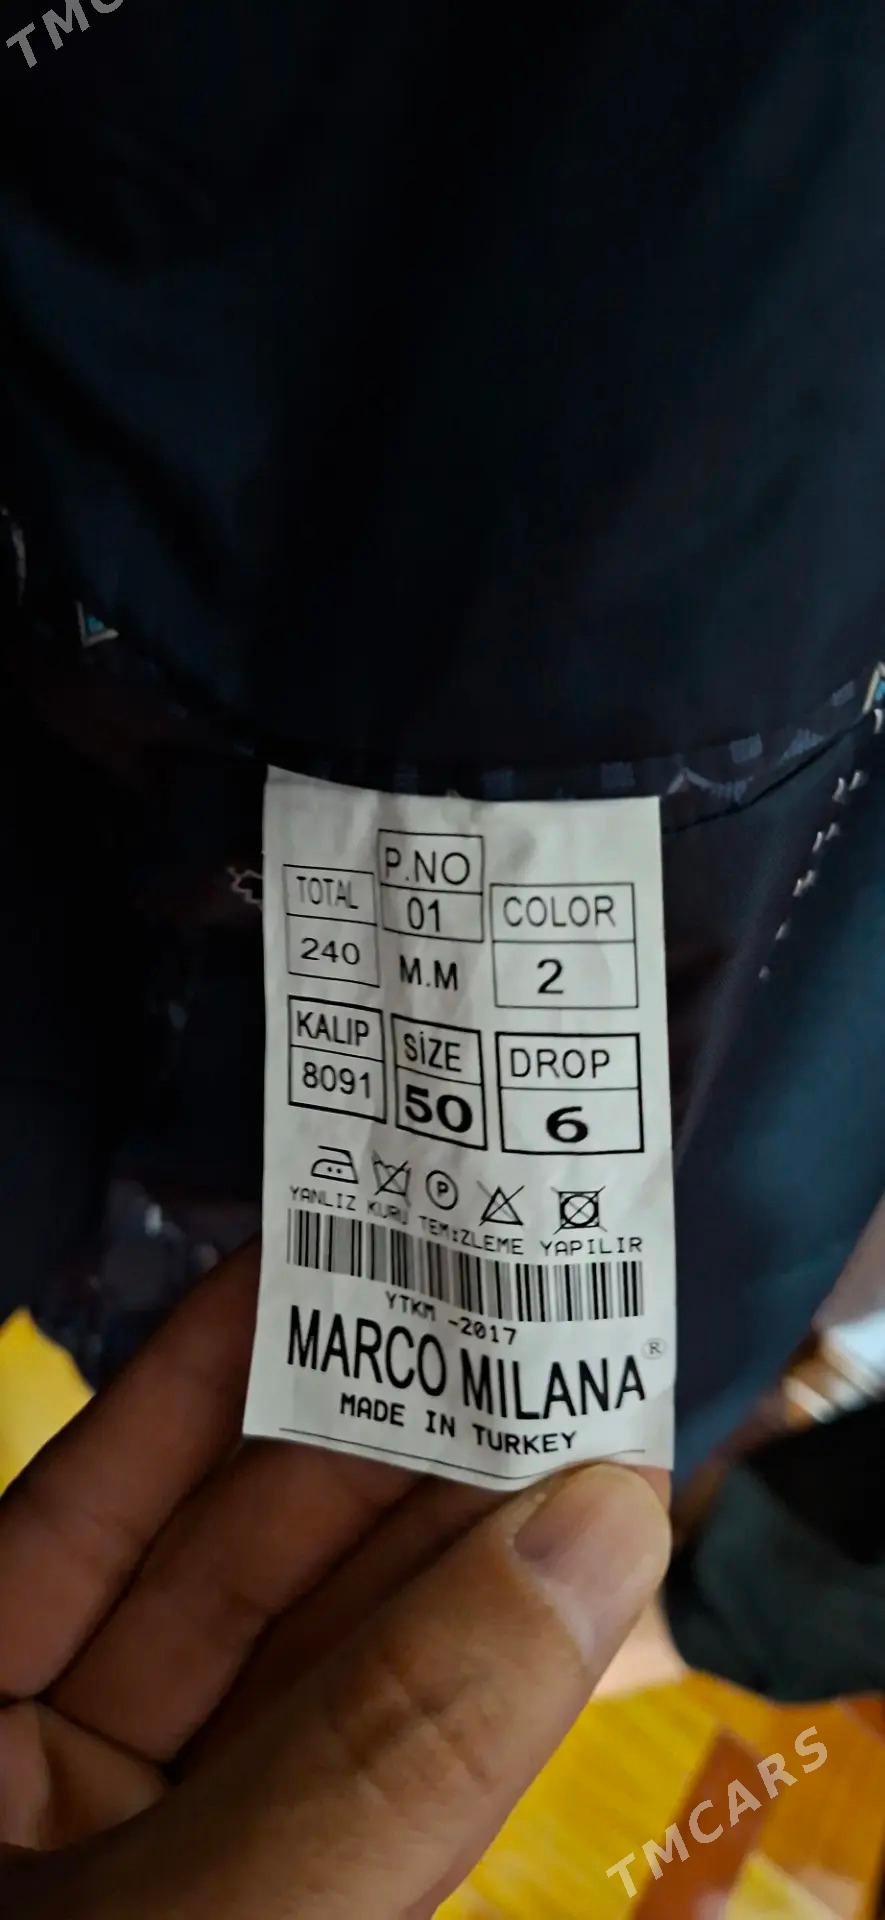 P.NO
01
M.M
TOTAL
240
COLOR
2
KALIP
8091
SİZE
50
DROP
6
P
YANLIZ KURU TEMİZLEME YAPILIR
YTKM -2017
MARCO MILANA®
MADE IN TURKEY
TMCARS